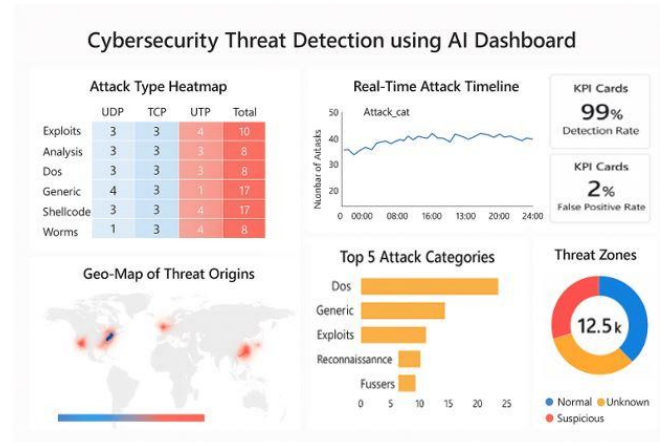 Cybersecurity Threat Detection using AI Dashboard
Attack Type Heatmap
UDP TCP UTP Total
Exploits 3 3 4 10
Analysis 3 3 3 8
Dos 3 3 3 8
Generic 4 3 1 17
Shellcode 3 3 4 17
Worms 1 3 4 8
Real-Time Attack Timeline
Attack_cat
50
40
30
20
0 00:00 08:00 16:00 13:00 20:00 24:00
KPI Cards
99%
Detection Rate
KPI Cards
2%
False Positive Rate
Geo-Map of Threat Origins
Top 5 Attack Categories
Dos
Generic
Exploits
Reconnaissannce
Fussers
0 5 10 15 20 25
Threat Zones
12.5k
Normal Unknown
Suspicious